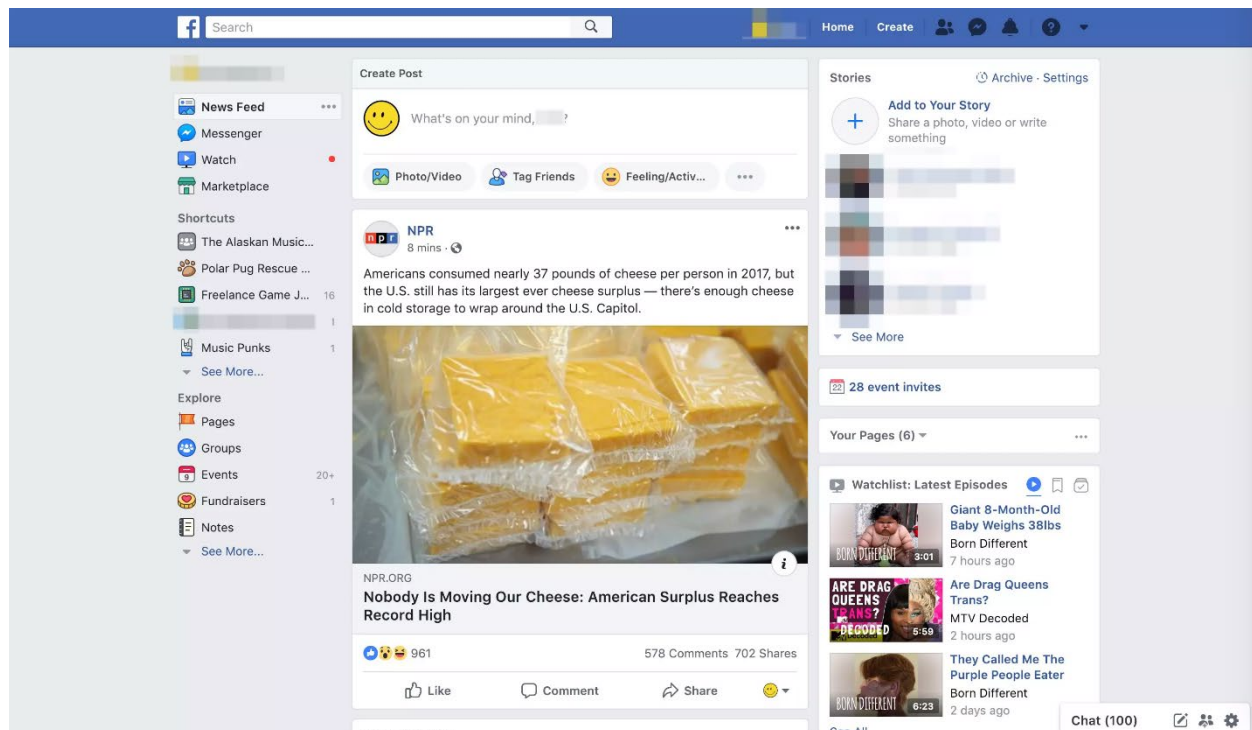 f
Search
Home
Create
?
News Feed
Messenger
Watch
Marketplace
Shortcuts
The Alaskan Music...
Polar Pug Rescue ...
Freelance Game J... 16
1
Music Punks 1
See More...
Explore
Pages
Groups
9 Events 20+
Fundraisers 1
Notes
See More...
Create Post
What's on your mind, ?
Photo/Video
Tag Friends
Feeling/Activ...
npr NPR
8 mins ·
Americans consumed nearly 37 pounds of cheese per person in 2017, but
the U.S. still has its largest ever cheese surplus — there's enough cheese
in cold storage to wrap around the U.S. Capitol.
i
NPR.ORG
Nobody Is Moving Our Cheese: American Surplus Reaches
Record High
961
578 Comments 702 Shares
Like
Comment
Share
Stories
Archive · Settings
Add to Your Story
Share a photo, video or write
something
See More
22 28 event invites
Your Pages (6)
Watchlist: Latest Episodes
BORN DIFFERENT 3:01
Giant 8-Month-Old
Baby Weighs 38lbs
Born Different
7 hours ago
ARE DRAG
QUEENS
TRANS?
DECODED 5:59
Are Drag Queens
Trans?
MTV Decoded
2 hours ago
BORN DIFFERENT 6:23
They Called Me The
Purple People Eater
Born Different
2 days ago
See All
Chat (100)